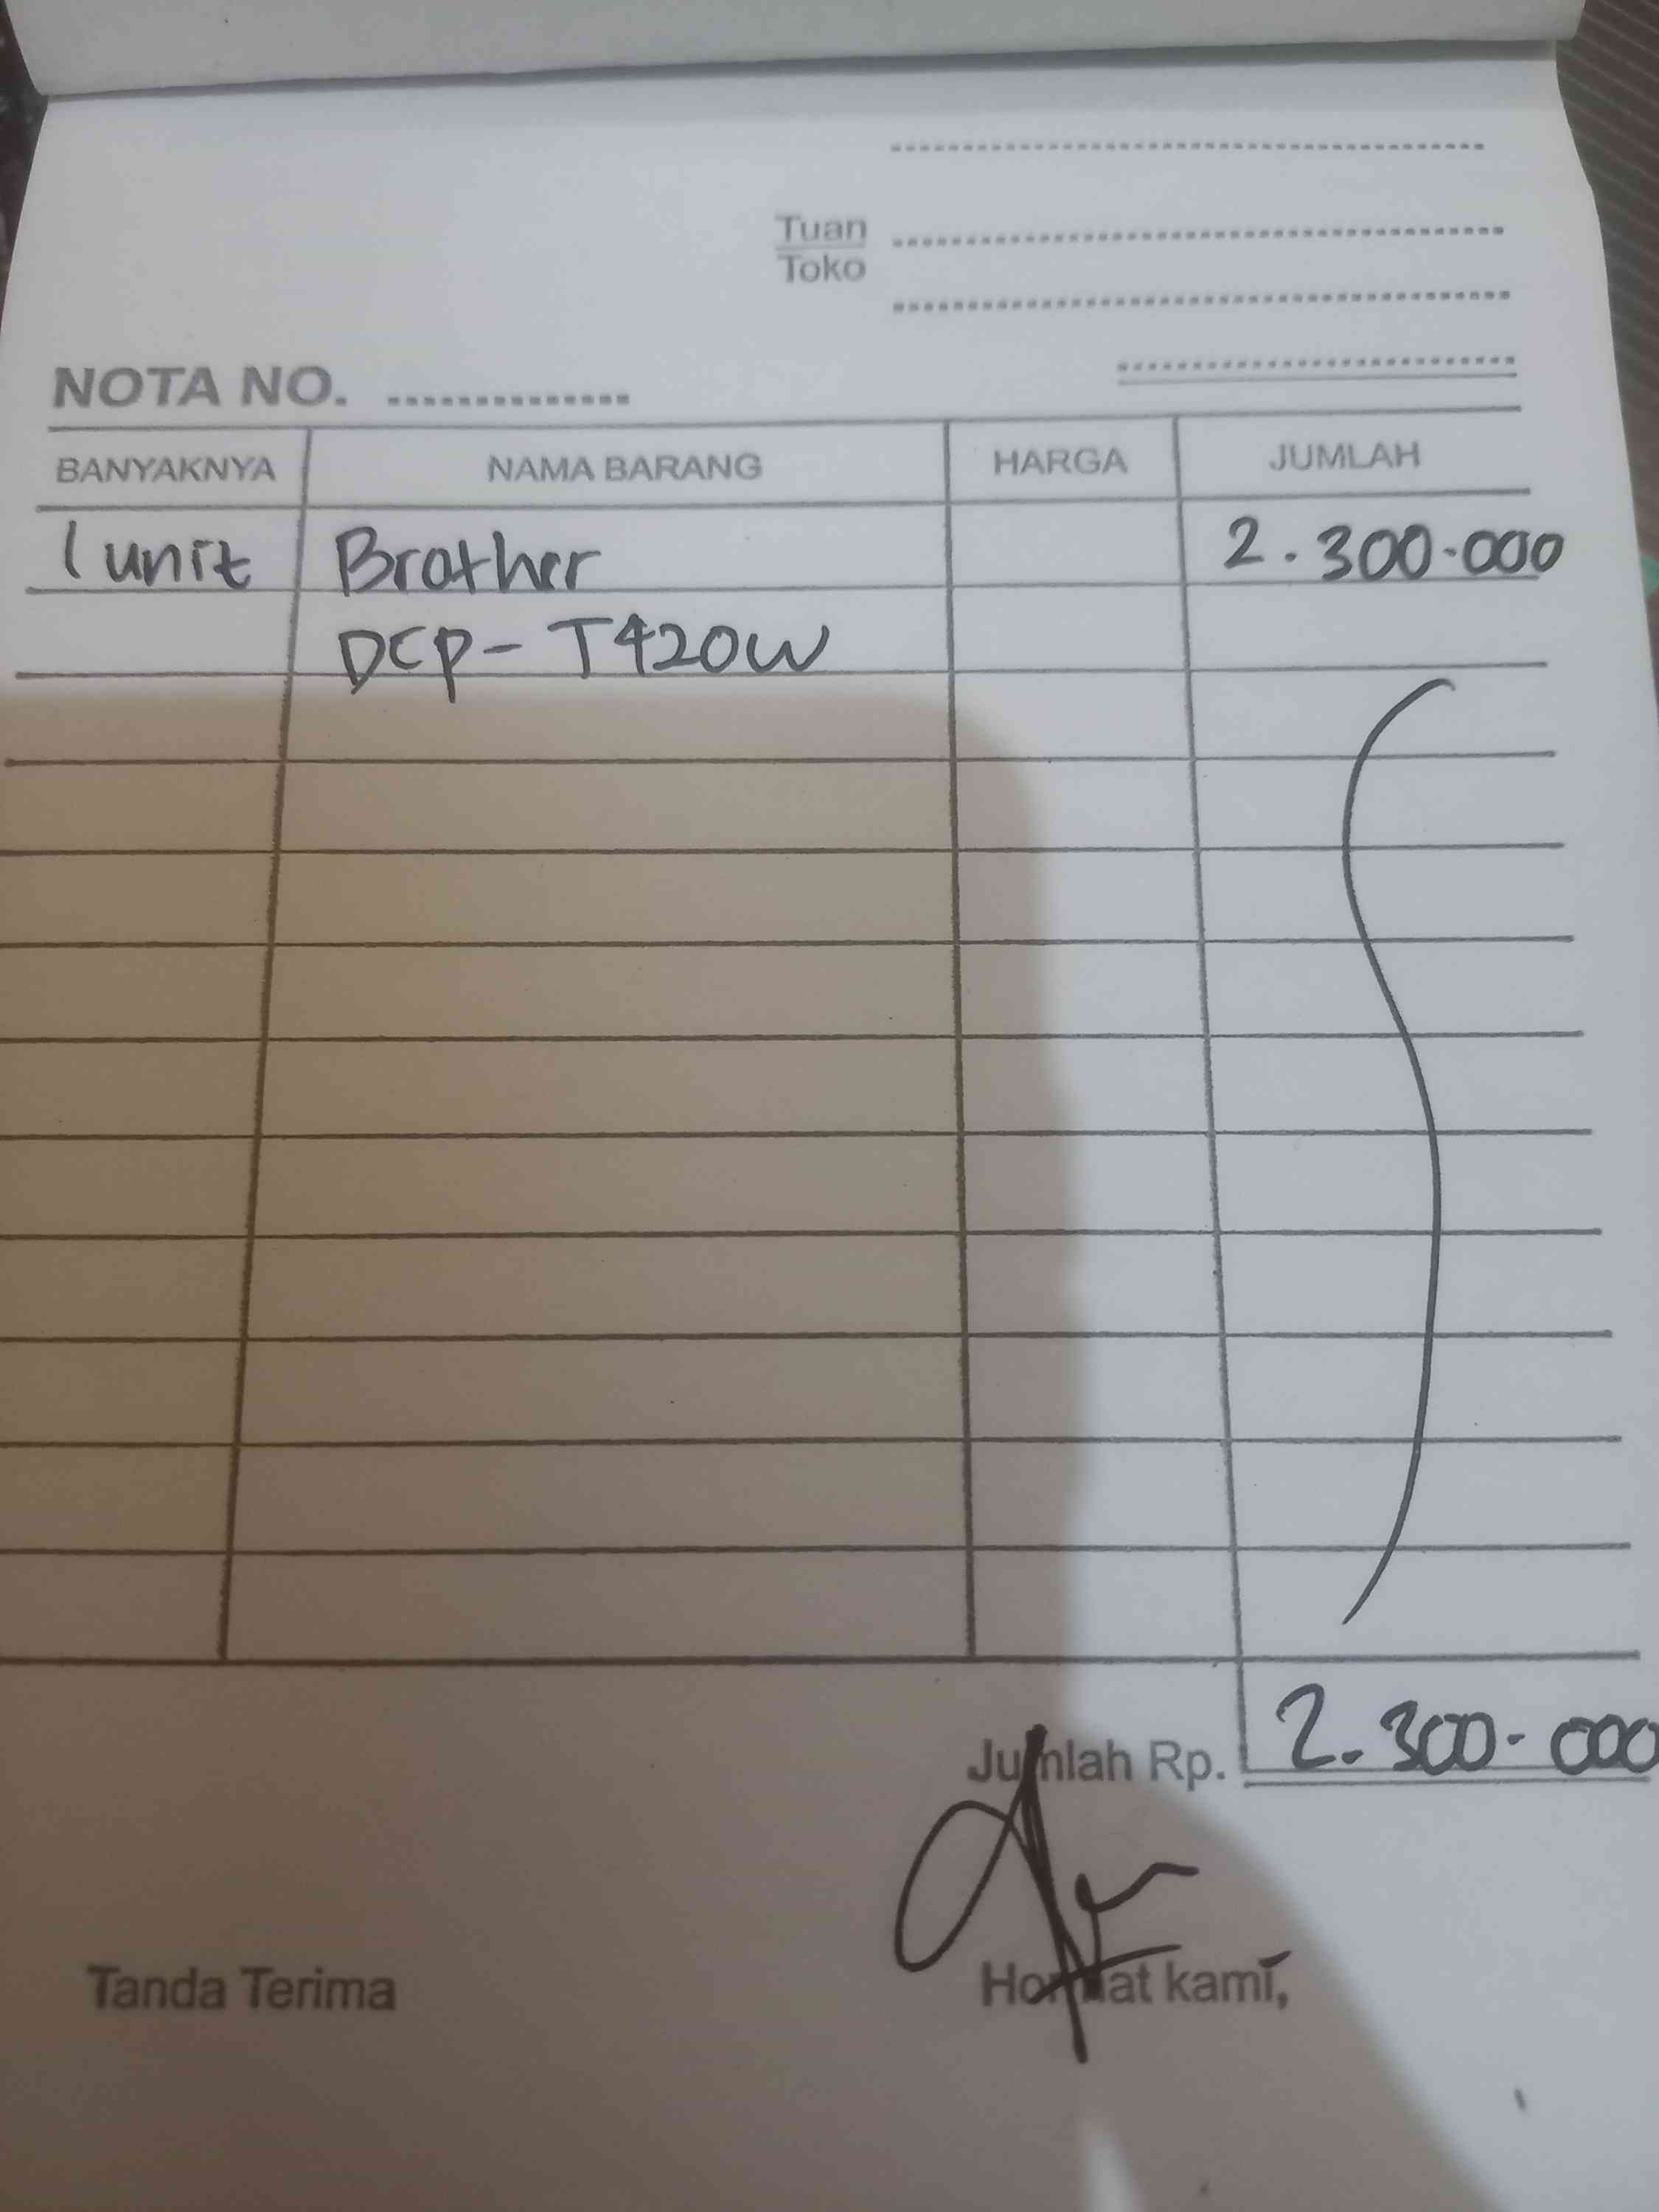 Tuan
Toko
NOTA NO.
BANYAKNYA NAMA BARANG HARGA JUMLAH
1 unit Brother 2.300.000
DCP-T420W
Jumlah Rp. 2.300.000
Tanda Terima Hormat kami,